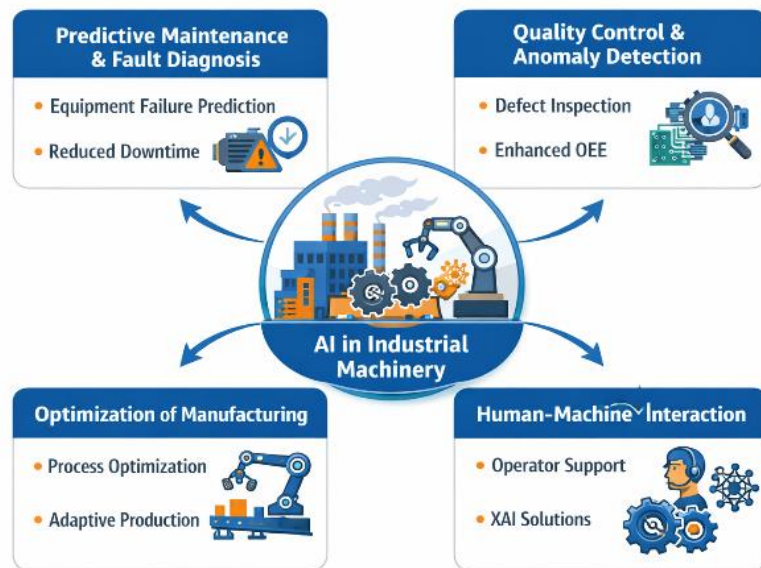 Predictive Maintenance
& Fault Diagnosis
• Equipment Failure Prediction
• Reduced Downtime
Quality Control &
Anomaly Detection
• Defect Inspection
• Enhanced OEE
AI in Industrial
Machinery
Optimization of Manufacturing
• Process Optimization
• Adaptive Production
Human-Machine Interaction
• Operator Support
• XAI Solutions